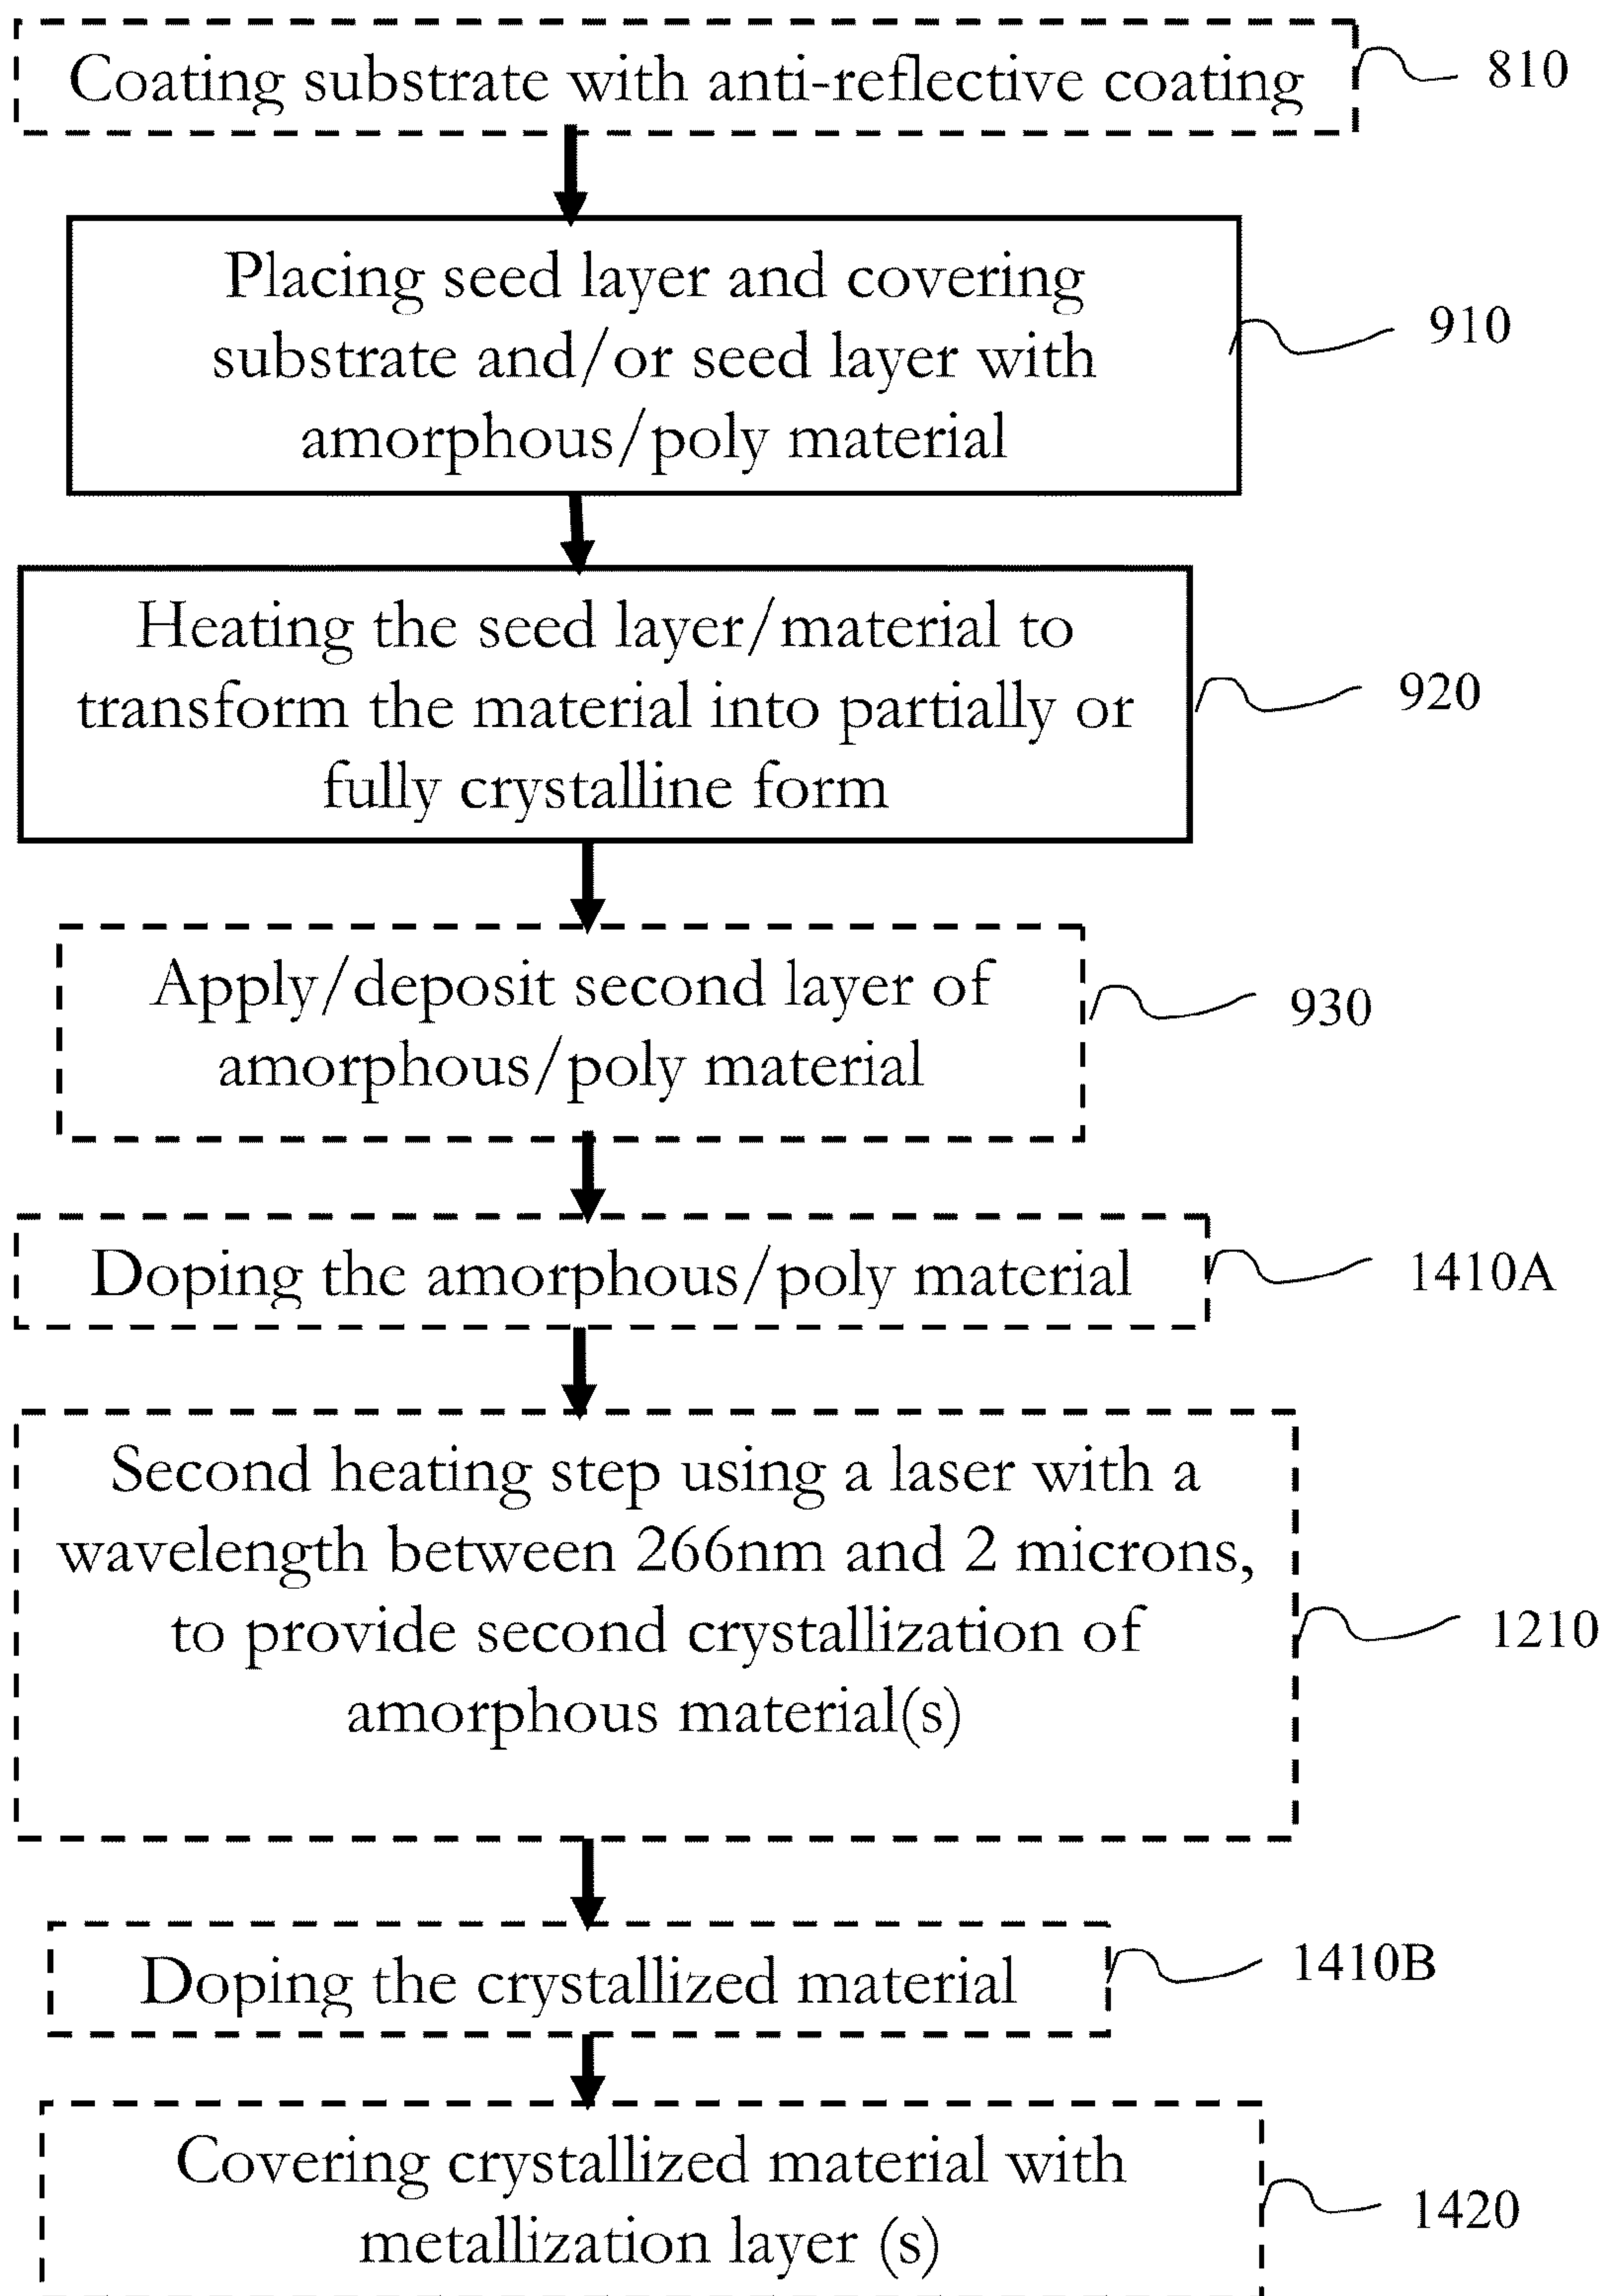 Coating substrate with anti-reflective coating
810
Placing seed layer and covering
substrate and/or seed layer with
amorphous/poly material
910
Heating the seed layer/material to
transform the material into partially or
fully crystalline form
920
Apply/deposit second layer of
amorphous/poly material
930
Doping the amorphous/poly material
1410A
Second heating step using a laser with a
wavelength between 266nm and 2 microns,
to provide second crystallization of
amorphous material(s)
1210
Doping the crystallized material
1410B
Covering crystallized material with
metallization layer (s)
1420